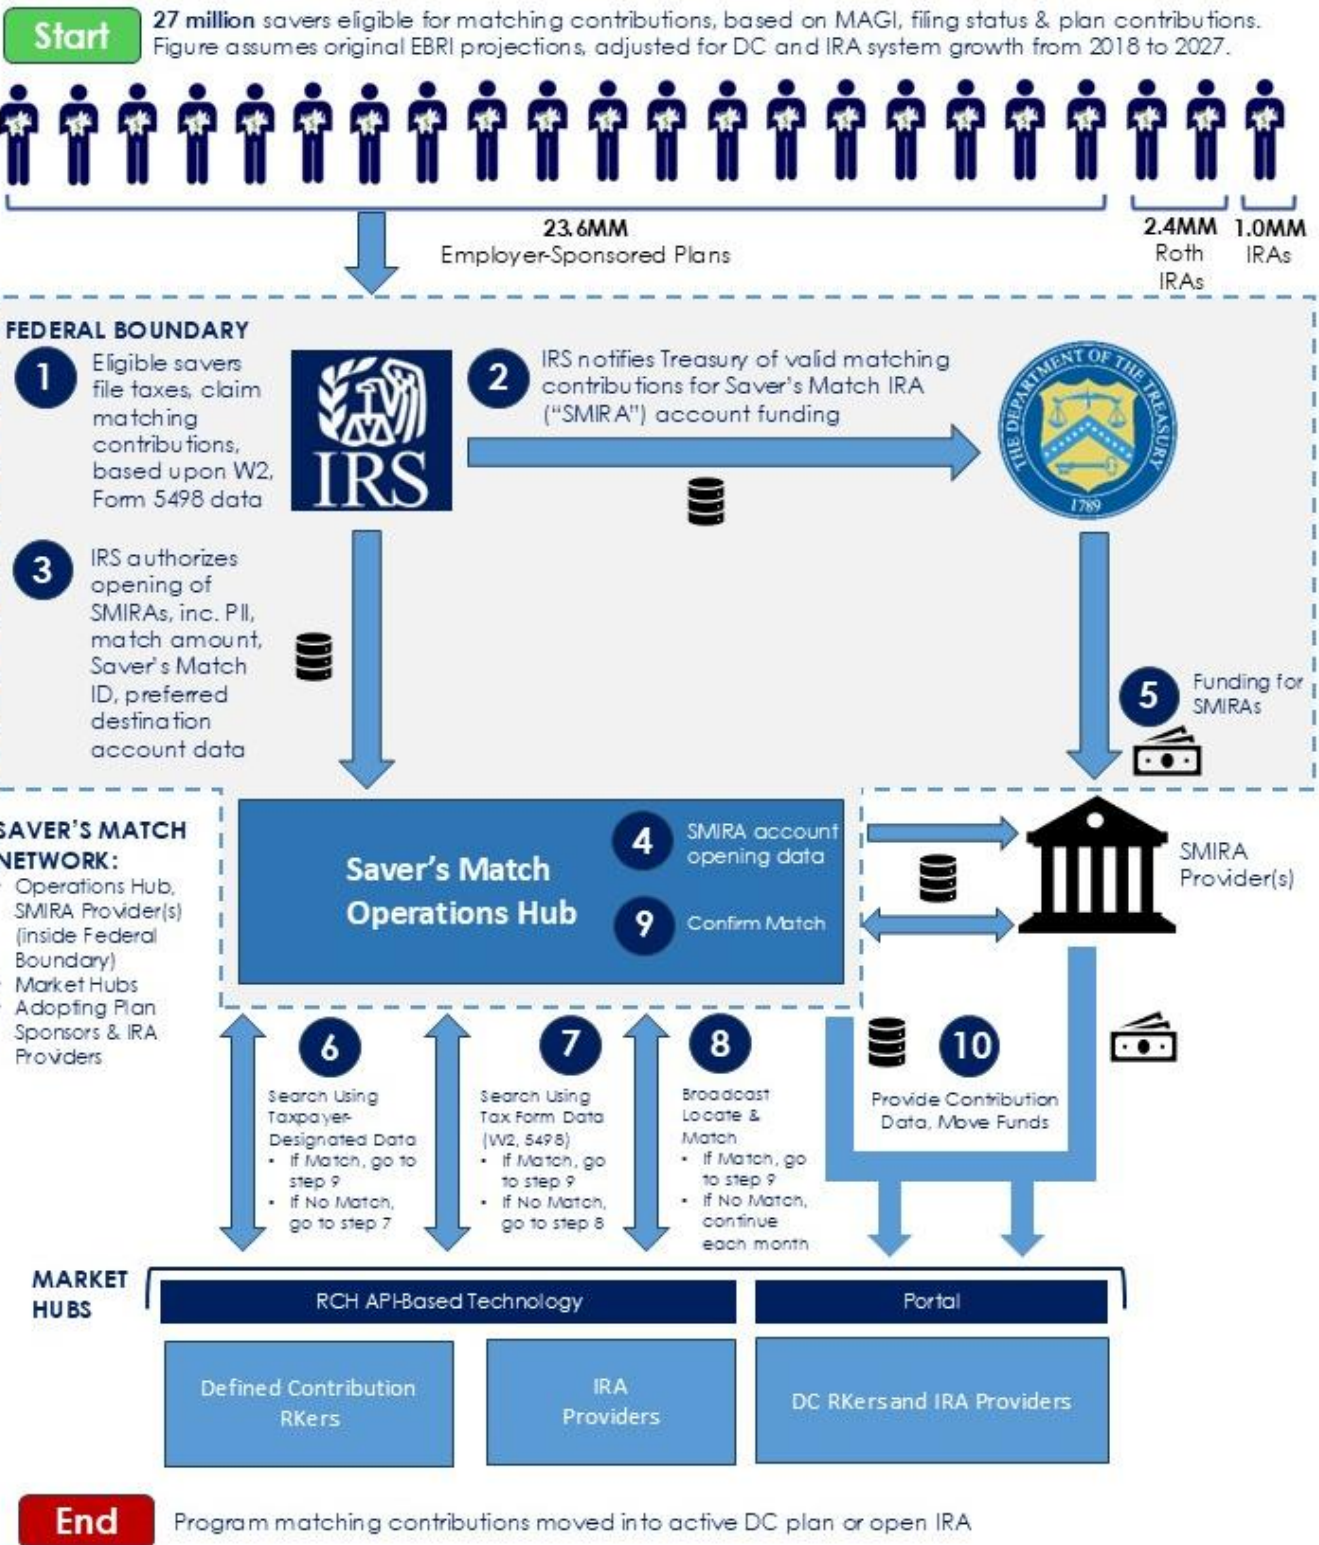 Start
27 million savers eligible for matching contributions, based on MAGI, filing status & plan contributions.
Figure assumes original EBRI projections, adjusted for DC and IRA system growth from 2018 to 2027.
23.6MM
Employer-Sponsored Plans
2.4MM
Roth
IRAs
1.0MM
IRAs
FEDERAL BOUNDARY
1
Eligible savers
file taxes, claim
matching
contributions,
based upon W2,
Form 5498 data
IRS
2
IRS notifies Treasury of valid matching
contributions for Saver's Match IRA
("SMIRA") account funding
THE DEPARTMENT OF THE TREASURY
1789
3
IRS authorizes
opening of
SMIRAs, inc. PII,
match amount,
Saver's Match
ID, preferred
destination
account data
5
Funding for
SMIRAs
SAVER'S MATCH
NETWORK:
Operations Hub,
SMIRA Provider(s)
(inside Federal
Boundary)
Market Hubs
Adopting Plan
Sponsors & IRA
Providers
Saver's Match
Operations Hub
4
SMIRA account
opening data
9
Confirm Match
SMIRA
Provider(s)
6
Search Using
Taxpayer-
Designated Data
• If Match, go to
step 9
• If No Match,
go to step 7
7
Search Using
Tax Form Data
(W2, 5498)
• If Match, go
to step 9
• If No Match,
go to step 8
8
Broadcast
Locate &
Match
• If Match, go
to step 9
• If No Match,
continue
each month
10
Provide Contribution
Data, Move Funds
MARKET
HUBS
RCH API-Based Technology
Portal
Defined Contribution
RKers
IRA
Providers
DC RKersand IRA Providers
End
Program matching contributions moved into active DC plan or open IRA